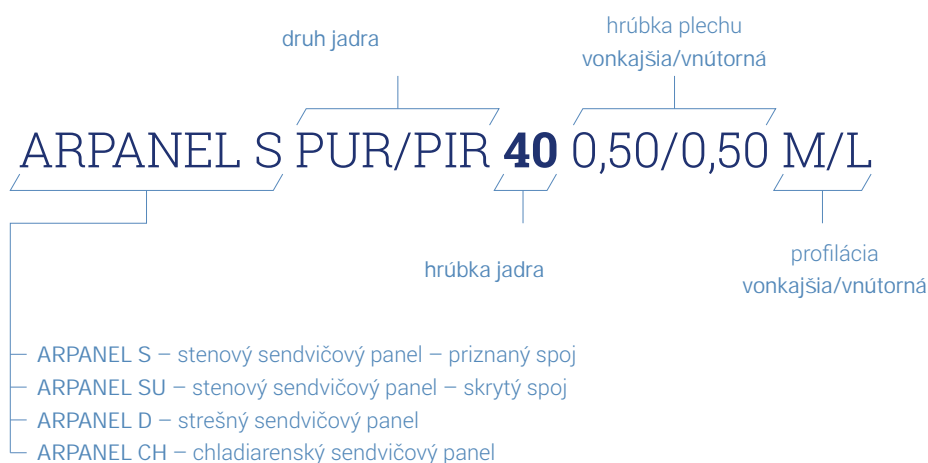 druh jadra
hrúbka plechu
vonkajšia/vnútorná
ARPANEL S PUR/PIR 40 0,50/0,50 M/L
hrúbka jadra
profilácia
vonkajšia/vnútorná
ARPANEL S – stenový sendvičový panel – priznaný spoj
ARPANEL SU – stenový sendvičový panel – skrytý spoj
ARPANEL D – strešný sendvičový panel
ARPANEL CH – chladiarenský sendvičový panel